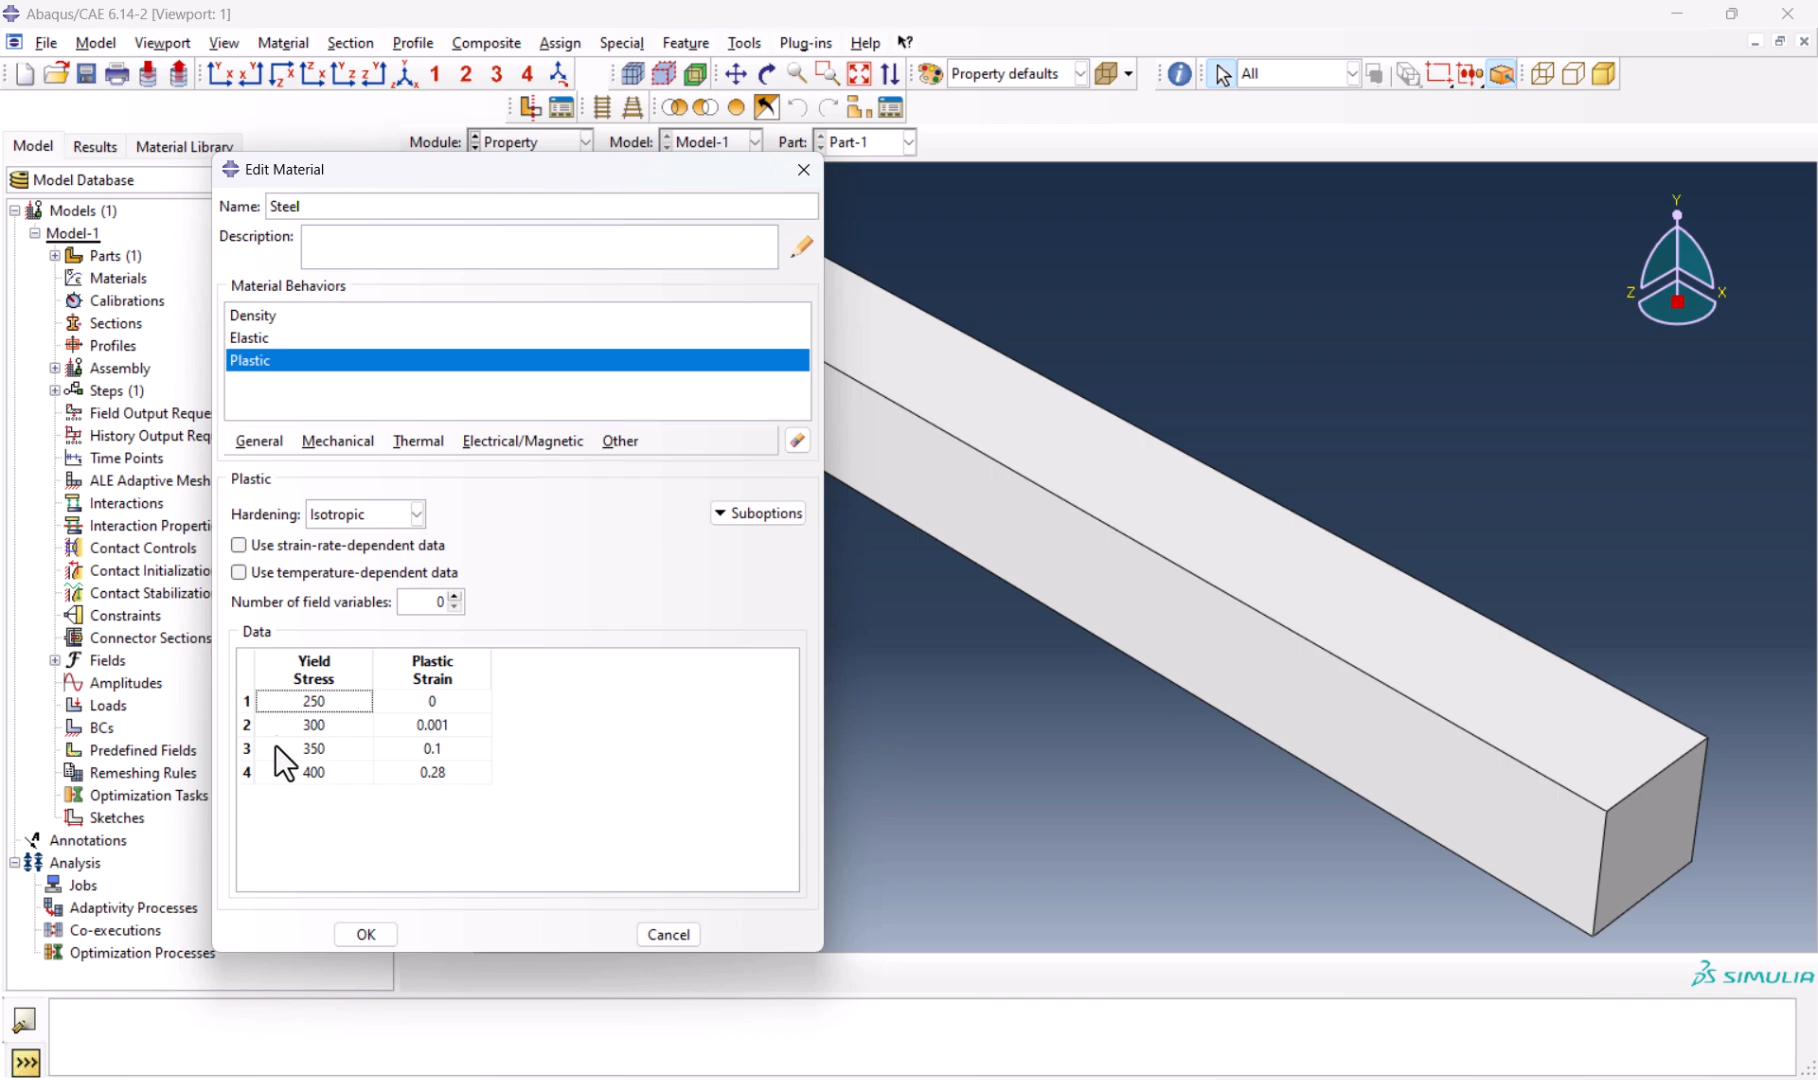 Abaqus/CAE 6.14-2 [Viewport: 1]
File Model Viewport View Material Section Profile Composite Assign Special Feature Tools Plug-ins Help
1 2 3 4 Property defaults All
Module: Property Model: Model-1 Part: Part-1
Model Results Material Library
Model Database
Models (1)
Model-1
Parts (1)
Materials
Calibrations
Sections
Profiles
Assembly
Steps (1)
Field Output Reque
History Output Req
Time Points
ALE Adaptive Mesh
Interactions
Interaction Properti
Contact Controls
Contact Initializatio
Contact Stabilizatio
Constraints
Connector Sections
Fields
Amplitudes
Loads
BCs
Predefined Fields
Remeshing Rules
Optimization Tasks
Sketches
Annotations
Analysis
Jobs
Adaptivity Processes
Co-executions
Optimization Processes
Edit Material
Name: Steel
Description:
Material Behaviors
Density
Elastic
Plastic
General Mechanical Thermal Electrical/Magnetic Other
Plastic
Hardening: Isotropic Suboptions
Use strain-rate-dependent data
Use temperature-dependent data
Number of field variables: 0
Data
Yield Stress Plastic Strain
1 250 0
2 300 0.001
3 350 0.1
4 400 0.28
OK Cancel
Y
Z X
SIMULIA
>>>